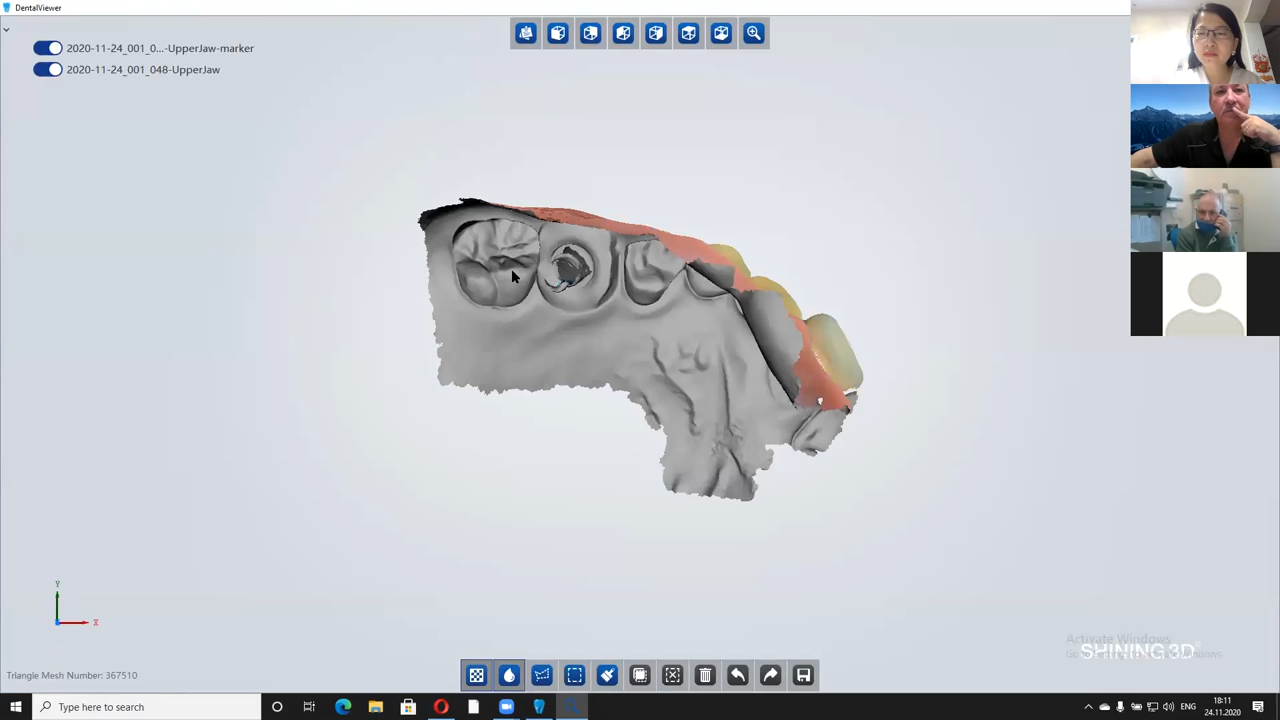 DentalViewer
2020-11-24_001_0...-UpperJaw-marker
2020-11-24_001_048-UpperJaw
Y
X
Activate Windows
SHINING 3D
Triangle Mesh Number: 367510
Type here to search
ENG
18:11
24.11.2020